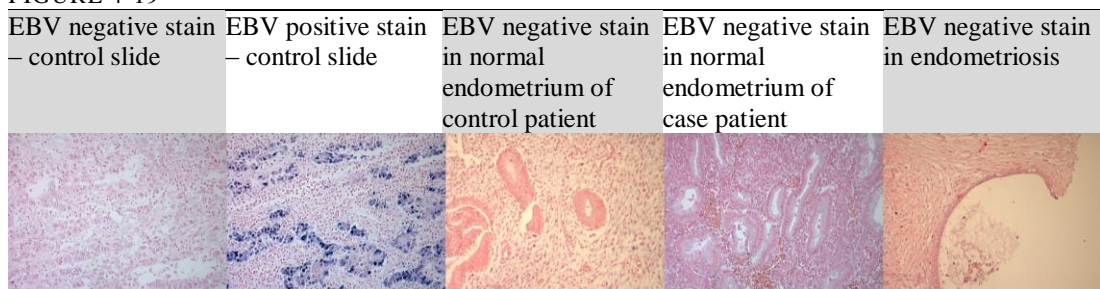 EBV negative stain – control slide
EBV positive stain – control slide
EBV negative stain in normal endometrium of control patient
EBV negative stain in normal endometrium of case patient
EBV negative stain in endometriosis